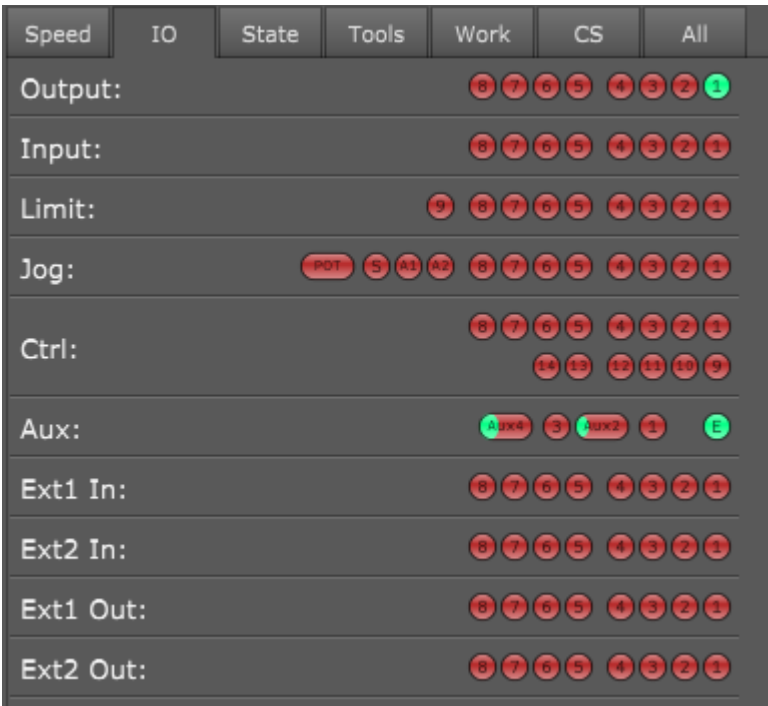 Speed IO State Tools Work CS All
Output: 8 7 6 5 4 3 2 1
Input: 8 7 6 5 4 3 2 1
Limit: 9 8 7 6 5 4 3 2 1
Jog: POT S A1 A2 8 7 6 5 4 3 2 1
Ctrl: 8 7 6 5 4 3 2 1
14 13 12 11 10 9
Aux: Aux4 3 Aux2 1 E
Ext1 In: 8 7 6 5 4 3 2 1
Ext2 In: 8 7 6 5 4 3 2 1
Ext1 Out: 8 7 6 5 4 3 2 1
Ext2 Out: 8 7 6 5 4 3 2 1